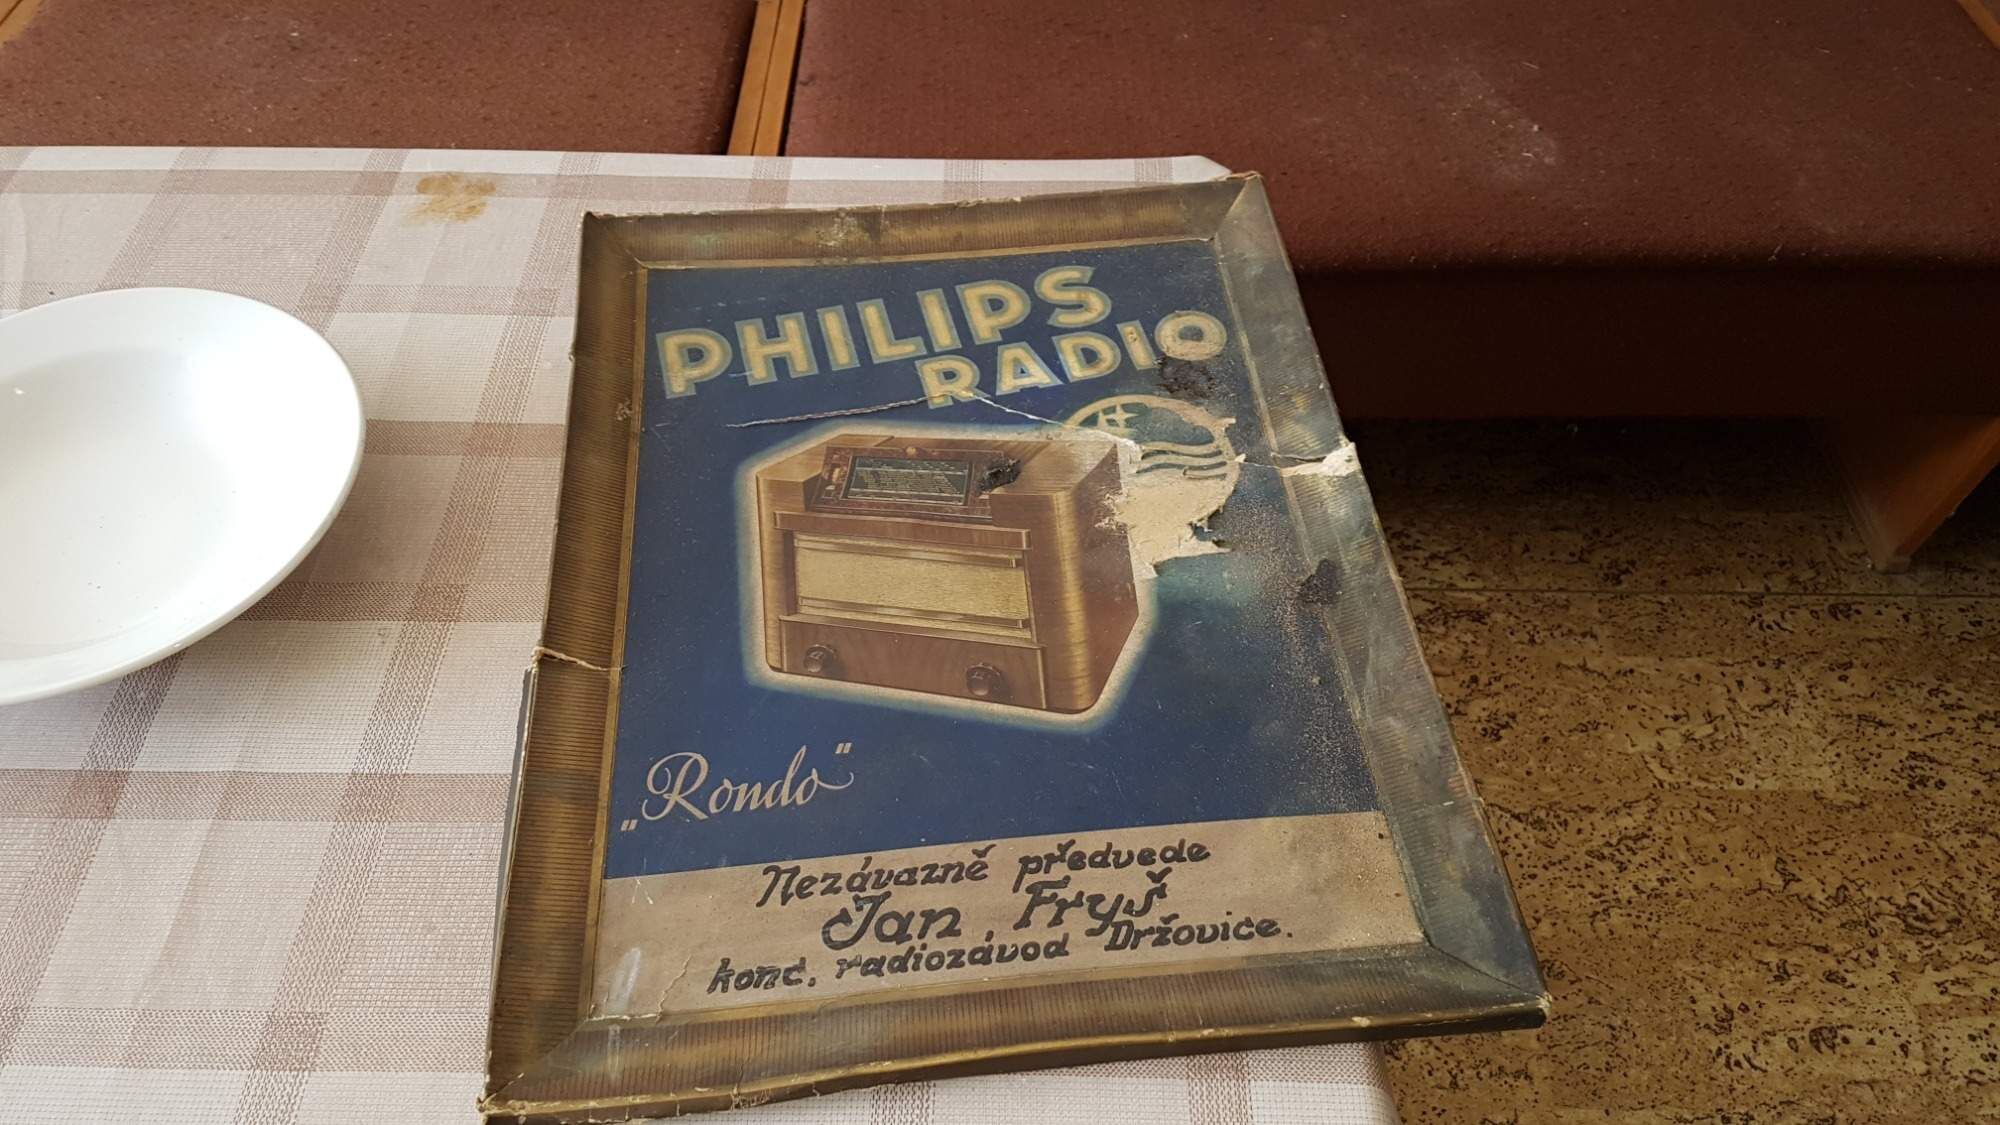 PHILIPS
RADIO
„Rondo"
Nezávazně předvede
Jan Fryš
konc. radiozávod Držovice.